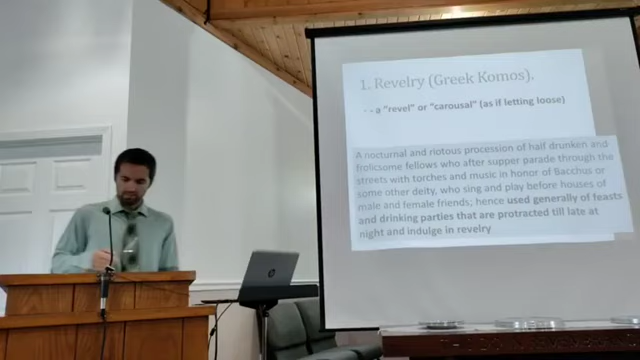 1. Revelry (Greek Komos).
- - a "revel" or "carousal" (as if letting loose)
A nocturnal and riotous procession of half drunken and
frolicsome fellows who after supper parade through the
streets with torches and music in honor of Bacchus or
some other deity, who sing and play before houses of
male and female friends; hence used generally of feasts
and drinking parties that are protracted till late at
night and indulge in revelry
hp